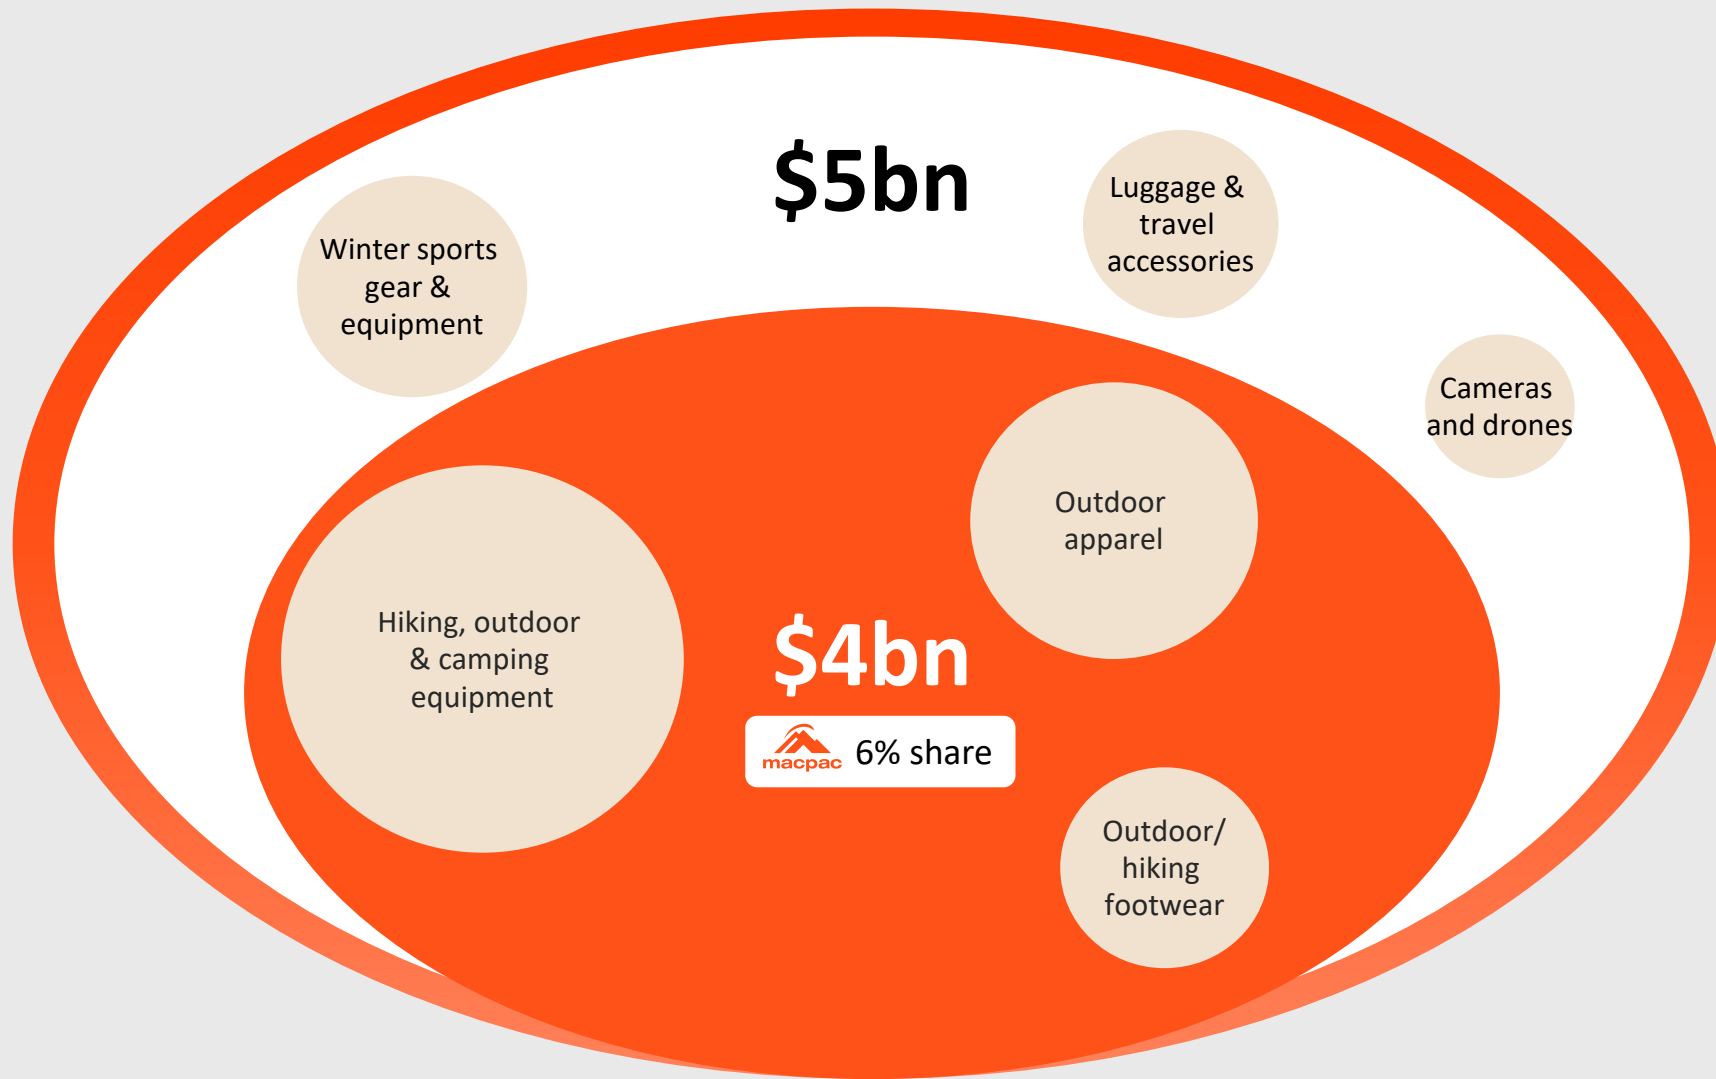 $5bn
Luggage &
travel
accessories
Winter sports
gear &
equipment
Cameras
and drones
Outdoor
apparel
Hiking, outdoor
& camping
equipment
$4bn
macpac 6% share
Outdoor/
hiking
footwear